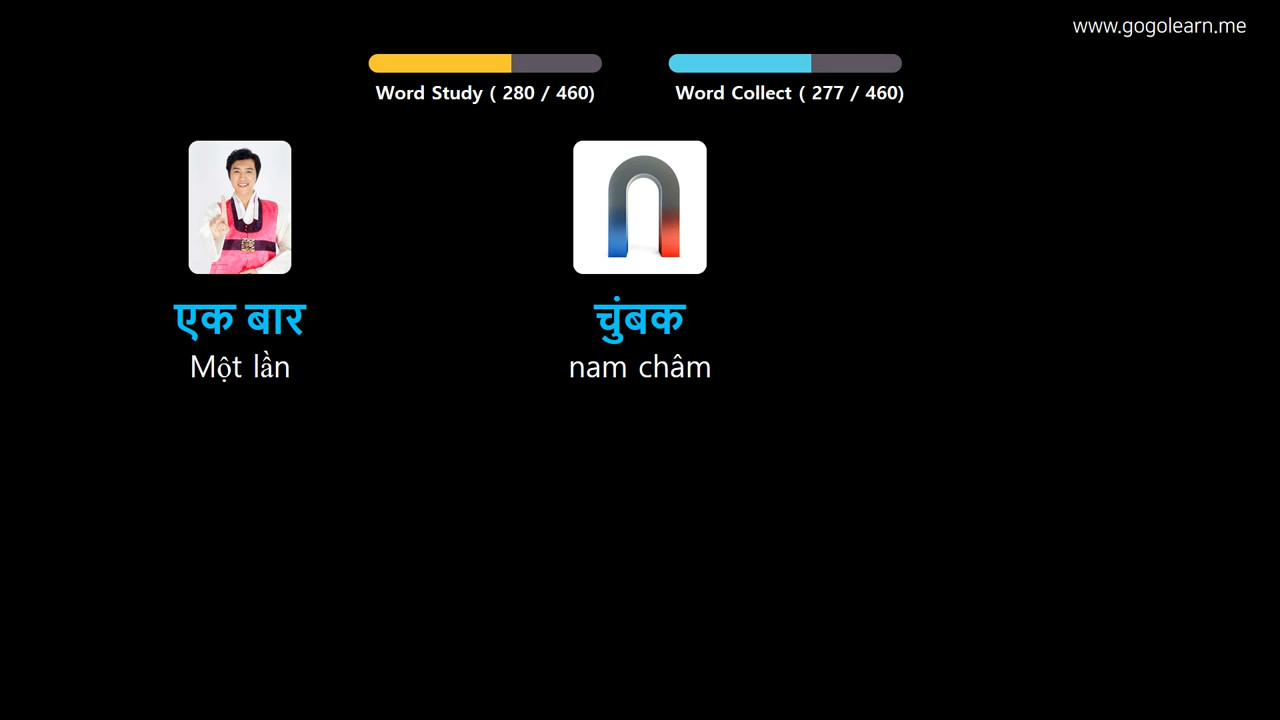 www.gogolearn.me
Word Study ( 280 / 460)
Word Collect ( 277 / 460)
एक बार
Một lần
चुंबक
nam châm